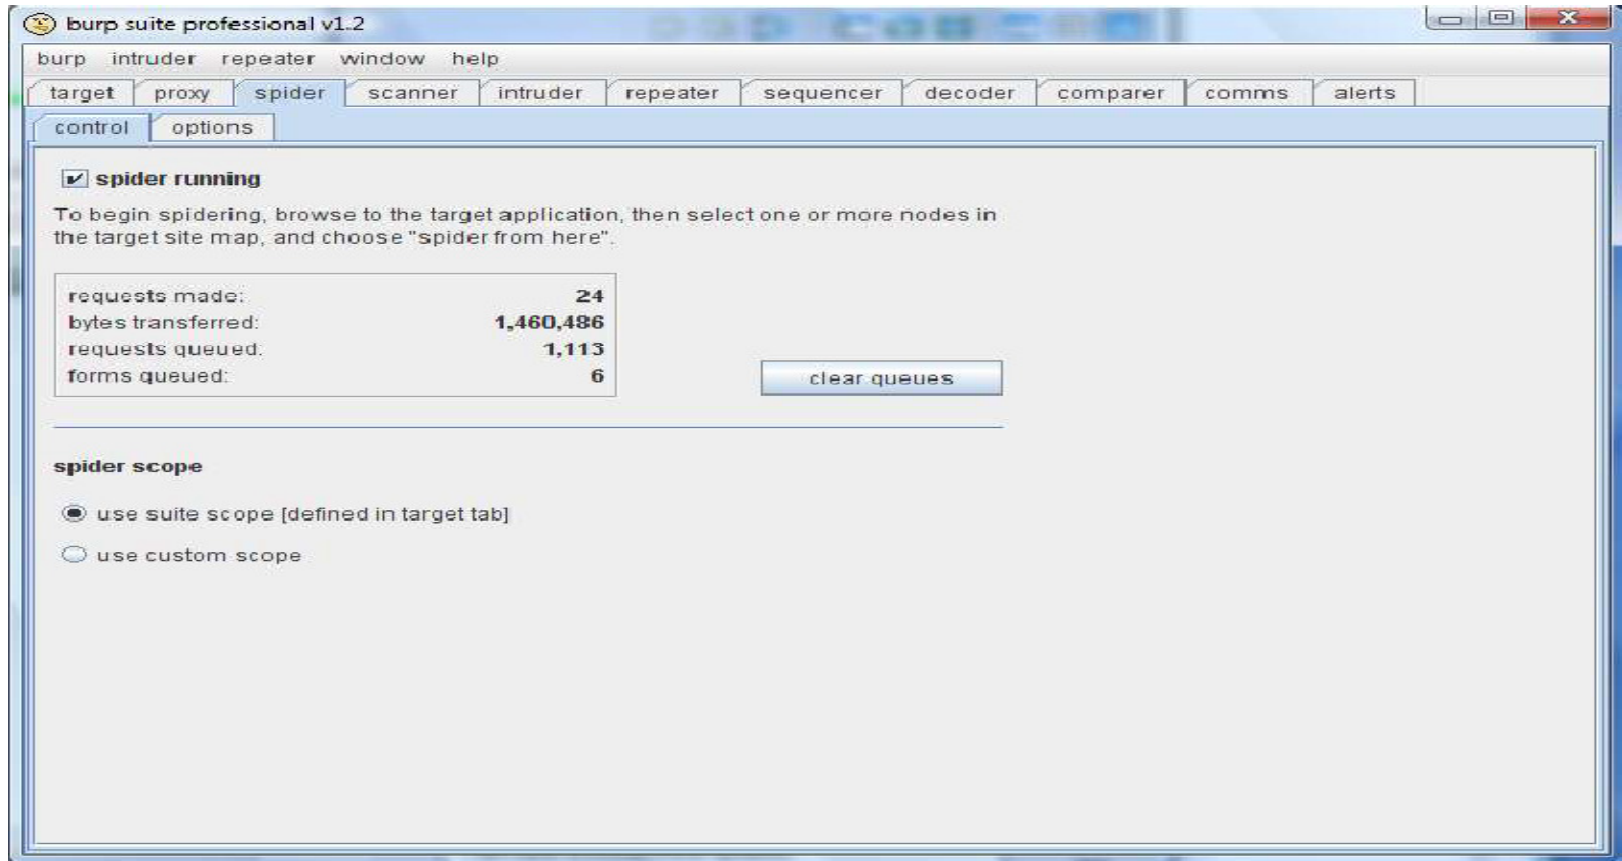 burp suite professional v1.2
burp intruder repeater window help
target proxy spider scanner intruder repeater sequencer decoder comparer comms alerts
control options
spider running
To begin spidering, browse to the target application, then select one or more nodes in
the target site map, and choose "spider from here".
requests made: 24
bytes transferred: 1,460,486
requests queued: 1,113
forms queued: 6
clear queues
spider scope
use suite scope [defined in target tab]
use custom scope